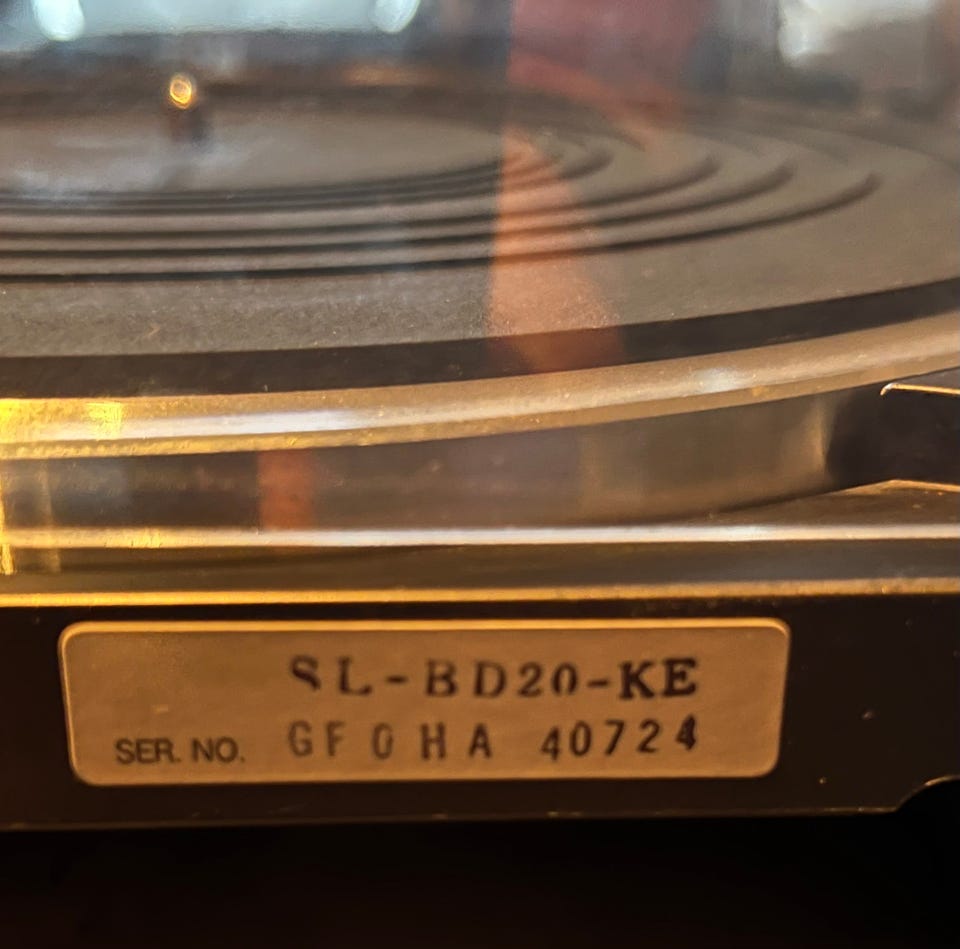 SL-BD20-KE
SER. NO. GF0HA 40724